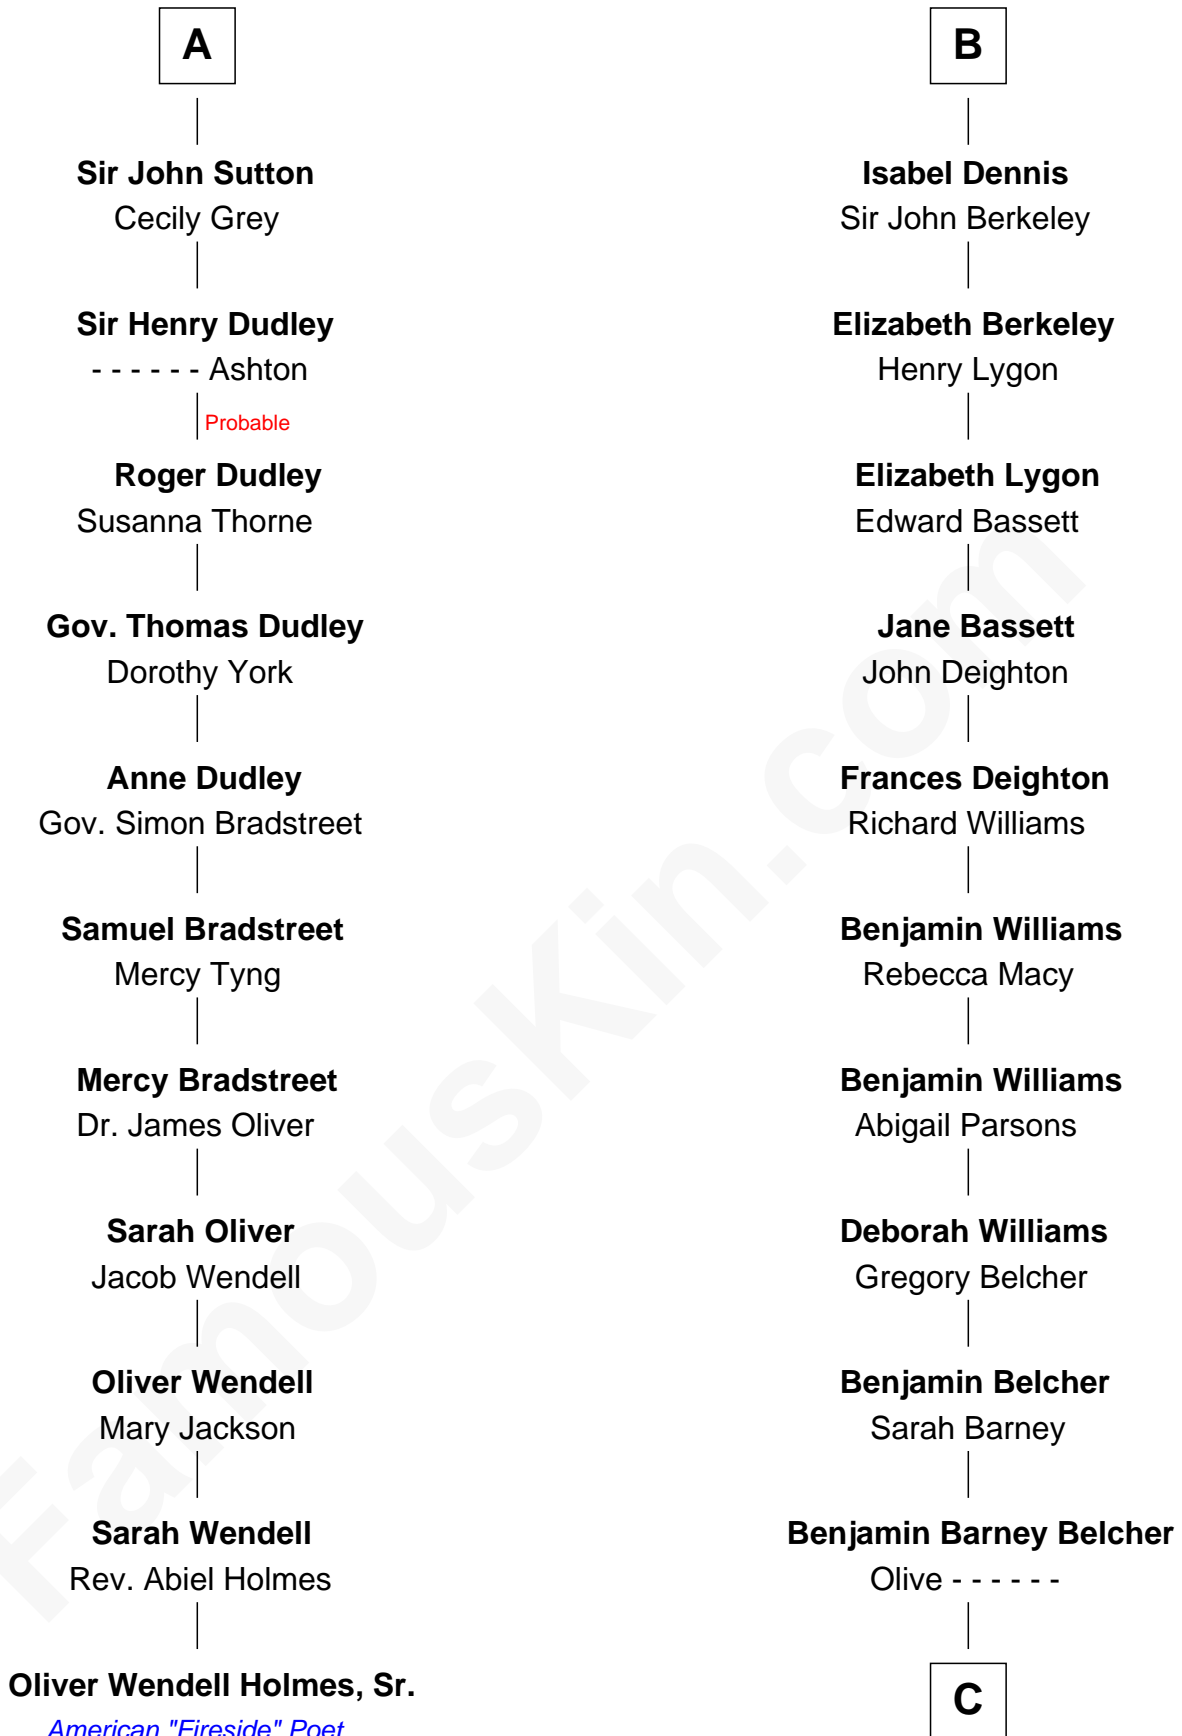 A
Sir John Sutton
Cecily Grey
Sir Henry Dudley
- - - - - - Ashton
Probable
Roger Dudley
Susanna Thorne
Gov. Thomas Dudley
Dorothy York
Anne Dudley
Gov. Simon Bradstreet
Samuel Bradstreet
Mercy Tyng
Mercy Bradstreet
Dr. James Oliver
Sarah Oliver
Jacob Wendell
Oliver Wendell
Mary Jackson
Sarah Wendell
Rev. Abiel Holmes
Oliver Wendell Holmes, Sr.
American "Fireside" Poet
B
Isabel Dennis
Sir John Berkeley
Elizabeth Berkeley
Henry Lygon
Elizabeth Lygon
Edward Bassett
Jane Bassett
John Deighton
Frances Deighton
Richard Williams
Benjamin Williams
Rebecca Macy
Benjamin Williams
Abigail Parsons
Deborah Williams
Gregory Belcher
Benjamin Belcher
Sarah Barney
Benjamin Barney Belcher
Olive - - - - - -
C
FamousKin.com